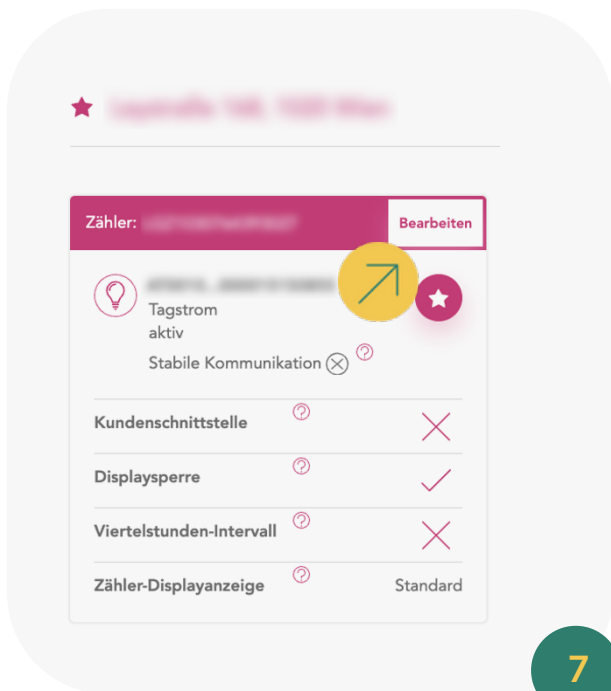 Zähler:
Bearbeiten
Tagstrom
aktiv
Stabile Kommunikation ?
Kundenschnittstelle ?
Displaysperre ?
Viertelstunden-Intervall ?
Zähler-Displayanzeige ? Standard
7